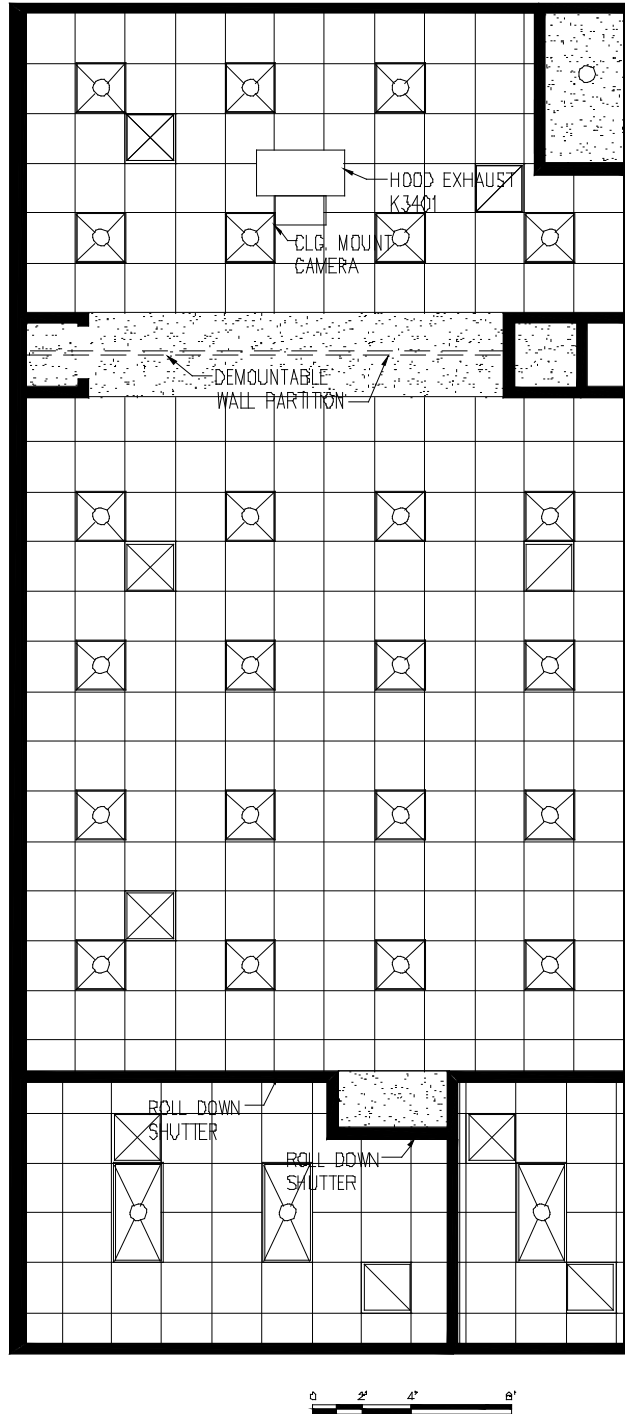 HOOD EXHAUST
K3401
CLG. MOUNT
CAMERA
DEMOUNTABLE
WALL PARTITION
ROLL DOWN
SHUTTER
ROLL DOWN
SHUTTER
0 2' 4' 8'